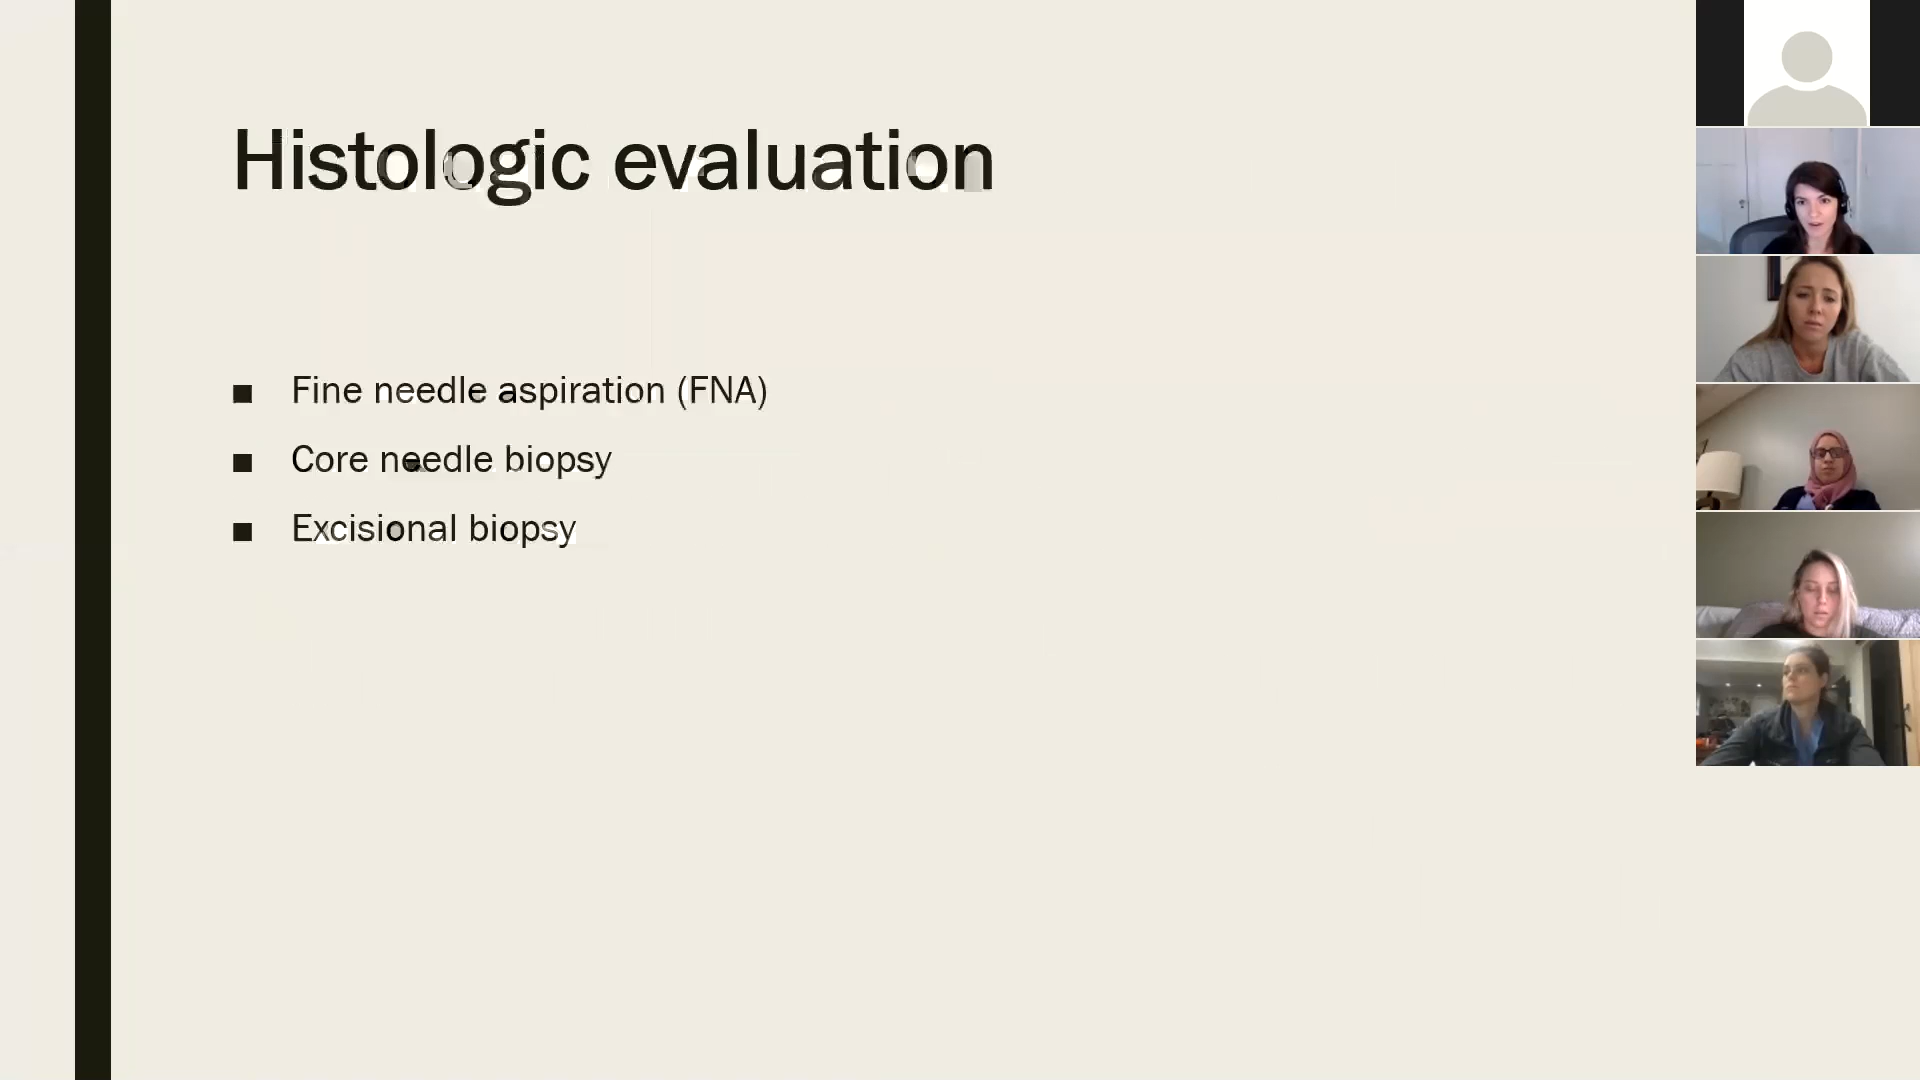 Histologic evaluation
Fine needle aspiration (FNA)
Core needle biopsy
Excisional biopsy